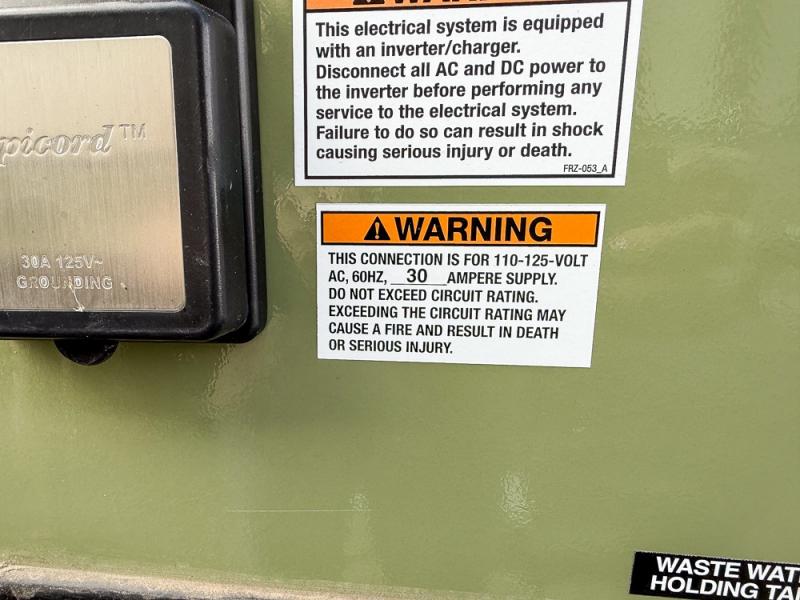 This electrical system is equipped
with an inverter/charger.
Disconnect all AC and DC power to
the inverter before performing any
service to the electrical system.
Failure to do so can result in shock
causing serious injury or death.
FRZ-053_A
picord™
30A 125V~
GROUNDING
WARNING
THIS CONNECTION IS FOR 110-125-VOLT
AC, 60HZ, 30 AMPERE SUPPLY.
DO NOT EXCEED CIRCUIT RATING.
EXCEEDING THE CIRCUIT RATING MAY
CAUSE A FIRE AND RESULT IN DEATH
OR SERIOUS INJURY.
WASTE WAT
HOLDING TA